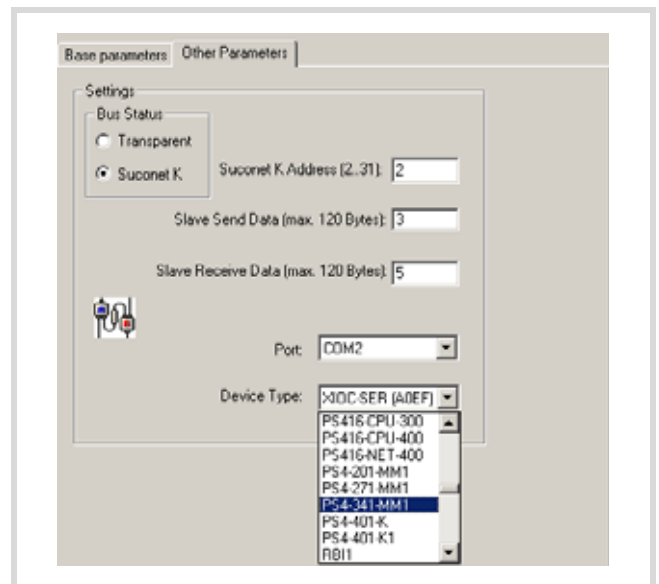 Base parameters Other Parameters
Settings
Bus Status
Transparent
Suconet K
Suconet K Address (2..31): 2
Slave Send Data (max. 120 Bytes): 3
Slave Receive Data (max. 120 Bytes): 5
Port: COM2
Device Type: XIOC-SER (A0EF)
PS416-CPU-300
PS416-CPU-400
PS416-NET-400
PS4-201-MM1
PS4-271-MM1
PS4-341-MM1
PS4-401-K
PS4-401-K1
RBI1